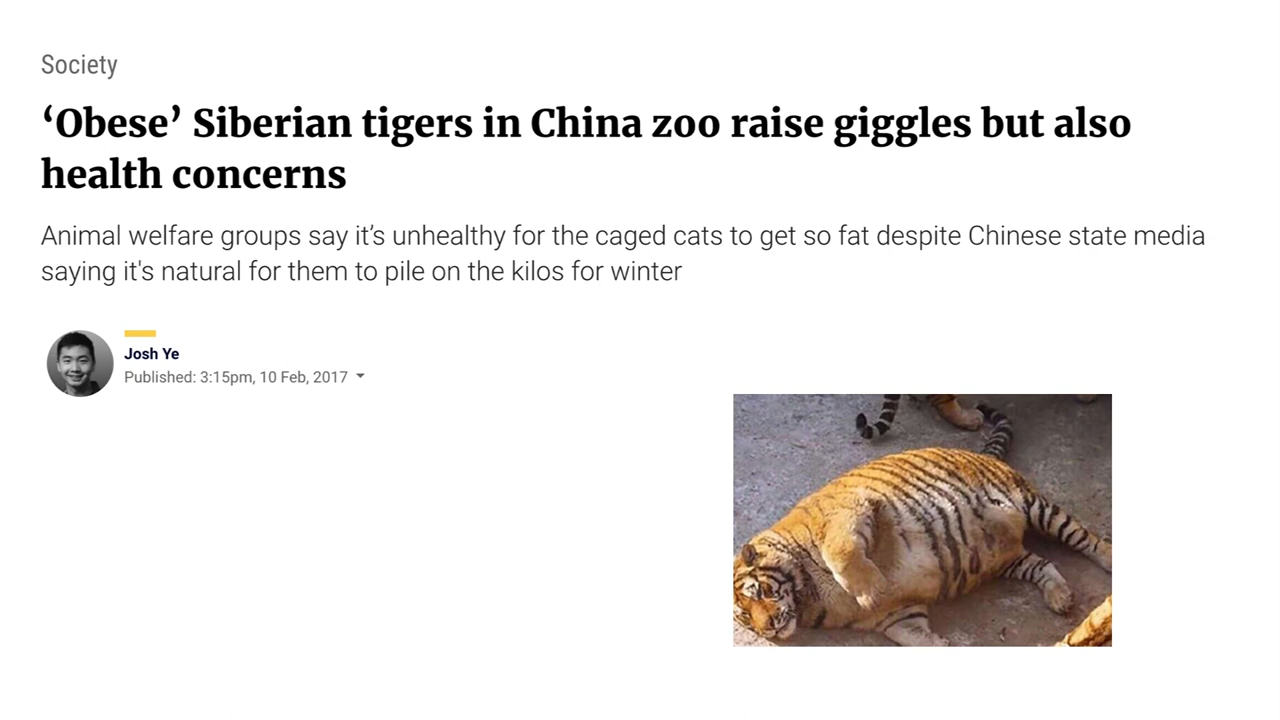 Society
‘Obese’ Siberian tigers in China zoo raise giggles but also
health concerns
Animal welfare groups say it’s unhealthy for the caged cats to get so fat despite Chinese state media
saying it's natural for them to pile on the kilos for winter
Josh Ye
Published: 3:15pm, 10 Feb, 2017